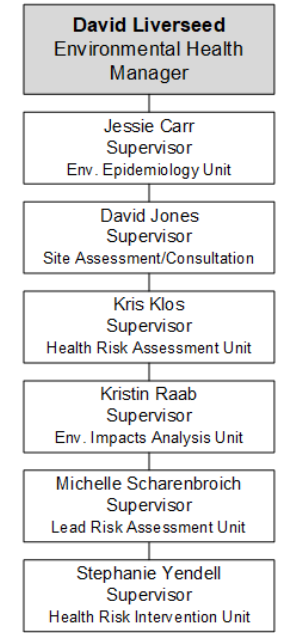 David Liverseed
Environmental Health
Manager
Jessie Carr
Supervisor
Env. Epidemiology Unit
David Jones
Supervisor
Site Assessment/Consultation
Kris Klos
Supervisor
Health Risk Assessment Unit
Kristin Raab
Supervisor
Env. Impacts Analysis Unit
Michelle Scharenbroich
Supervisor
Lead Risk Assessment Unit
Stephanie Yendell
Supervisor
Health Risk Intervention Unit